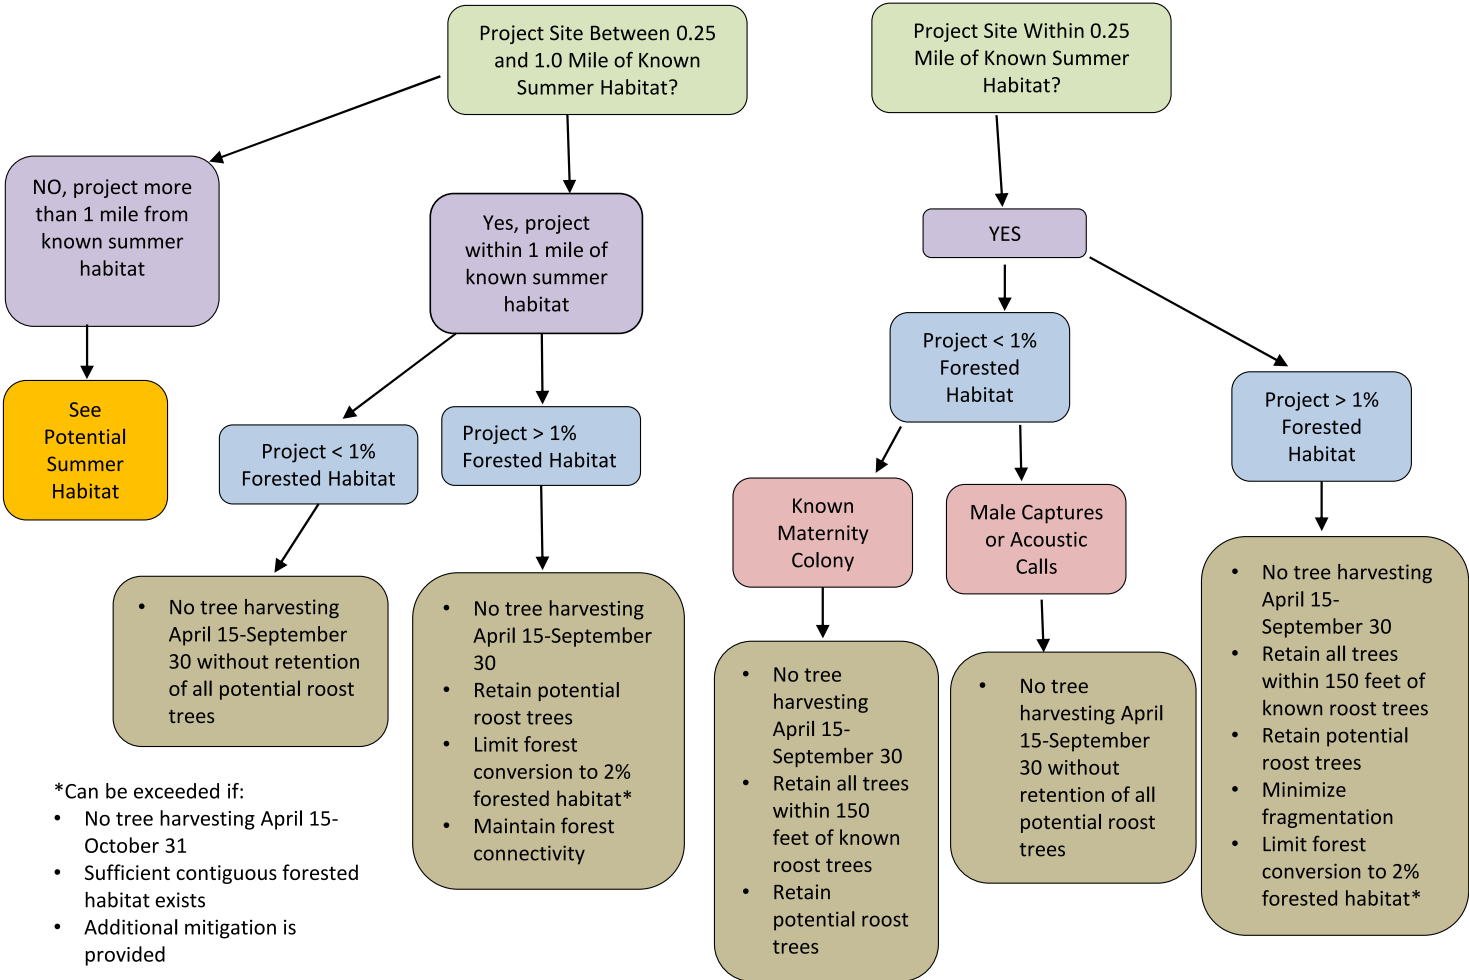 Project Site Between 0.25
and 1.0 Mile of Known
Summer Habitat?
Project Site Within 0.25
Mile of Known Summer
Habitat?
NO, project more
than 1 mile from
known summer
habitat
Yes, project
within 1 mile of
known summer
habitat
YES
See
Potential
Summer
Habitat
Project < 1%
Forested Habitat
Project > 1%
Forested Habitat
Project < 1%
Forested
Habitat
Project > 1%
Forested
Habitat
Known
Maternity
Colony
Male Captures
or Acoustic
Calls
• No tree harvesting
April 15-September
30 without retention
of all potential roost
trees
• No tree harvesting
April 15-September
30
• Retain potential
roost trees
• Limit forest
conversion to 2%
forested habitat*
• Maintain forest
connectivity
• No tree
harvesting
April 15-
September 30
• Retain all trees
within 150
feet of known
roost trees
• Retain
potential roost
trees
• No tree
harvesting April
15-September
30 without
retention of all
potential roost
trees
• No tree harvesting
April 15-
September 30
• Retain all trees
within 150 feet of
known roost trees
• Retain potential
roost trees
• Minimize
fragmentation
• Limit forest
conversion to 2%
forested habitat*
*Can be exceeded if:
• No tree harvesting April 15-
October 31
• Sufficient contiguous forested
habitat exists
• Additional mitigation is
provided